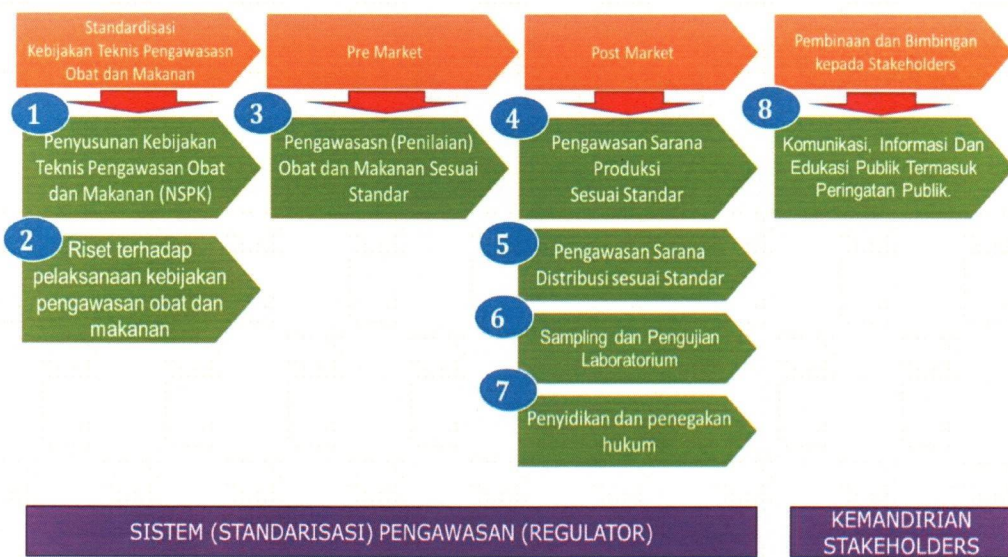 Standardisasi
Kebijakan Teknis Pengawasasn
Obat dan Makanan
Pre Market
Post Market
Pembinaan dan Bimbingan
kepada Stakeholders
1
Penyusunan Kebijakan
Teknis Pengawasan Obat
dan Makanan (NSPK)
2
Riset terhadap
pelaksanaan kebijakan
pengawasan obat dan
makanan
3
Pengawasasn (Penilaian)
Obat dan Makanan Sesuai
Standar
4
Pengawasan Sarana
Produksi
Sesuai Standar
5
Pengawasan Sarana
Distribusi sesuai Standar
6
Sampling dan Pengujian
Laboratorium
7
Penyidikan dan penegakan
hukum
8
Komunikasi, Informasi Dan
Edukasi Publik Termasuk
Peringatan Publik.
SISTEM (STANDARISASI) PENGAWASAN (REGULATOR)
KEMANDIRIAN
STAKEHOLDERS